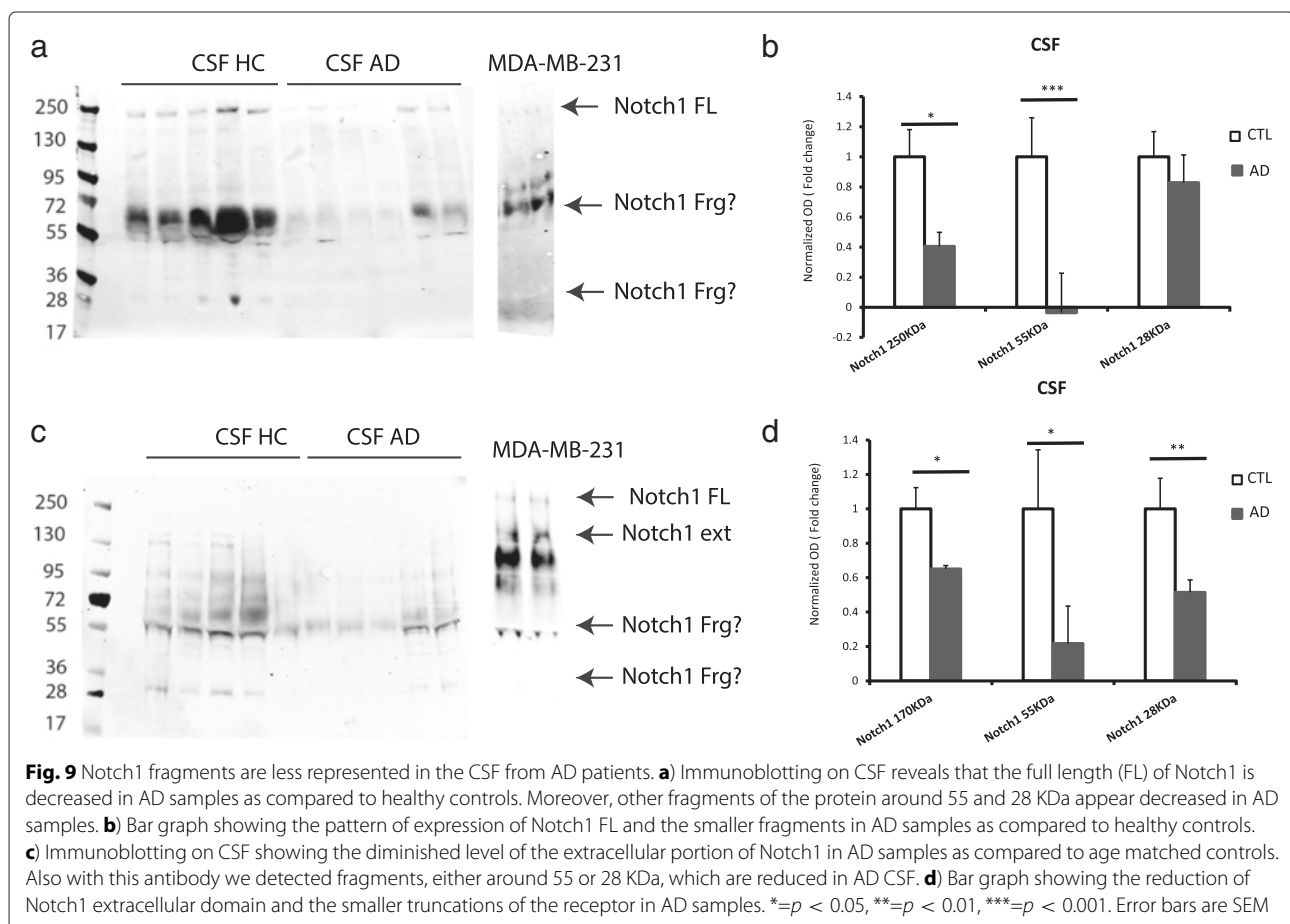 a
CSF HC
CSF AD
MDA-MB-231
250
130
95
72
55
36
28
17
Notch1 FL
Notch1 Frg?
Notch1 Frg?
b
CSF
Normalized OD ( Fold change)
1.4
1.2
1
0.8
0.6
0.4
0.2
0
-0.2
*
***
CTL
AD
Notch1 250KDa
Notch1 55KDa
Notch1 28KDa
c
CSF HC
CSF AD
MDA-MB-231
250
130
95
72
55
36
28
17
Notch1 FL
Notch1 ext
Notch1 Frg?
Notch1 Frg?
d
CSF
Normalized OD ( Fold change)
1.4
1.2
1
0.8
0.6
0.4
0.2
0
*
*
**
CTL
AD
Notch1 170KDa
Notch1 55KDa
Notch1 28KDa
Fig. 9 Notch1 fragments are less represented in the CSF from AD patients. a) Immunoblotting on CSF reveals that the full length (FL) of Notch1 is
decreased in AD samples as compared to healthy controls. Moreover, other fragments of the protein around 55 and 28 KDa appear decreased in AD
samples. b) Bar graph showing the pattern of expression of Notch1 FL and the smaller fragments in AD samples as compared to healthy controls.
c) Immunoblotting on CSF showing the diminished level of the extracellular portion of Notch1 in AD samples as compared to age matched controls.
Also with this antibody we detected fragments, either around 55 or 28 KDa, which are reduced in AD CSF. d) Bar graph showing the reduction of
Notch1 extracellular domain and the smaller truncations of the receptor in AD samples. *=p < 0.05, **=p < 0.01, ***=p < 0.001. Error bars are SEM